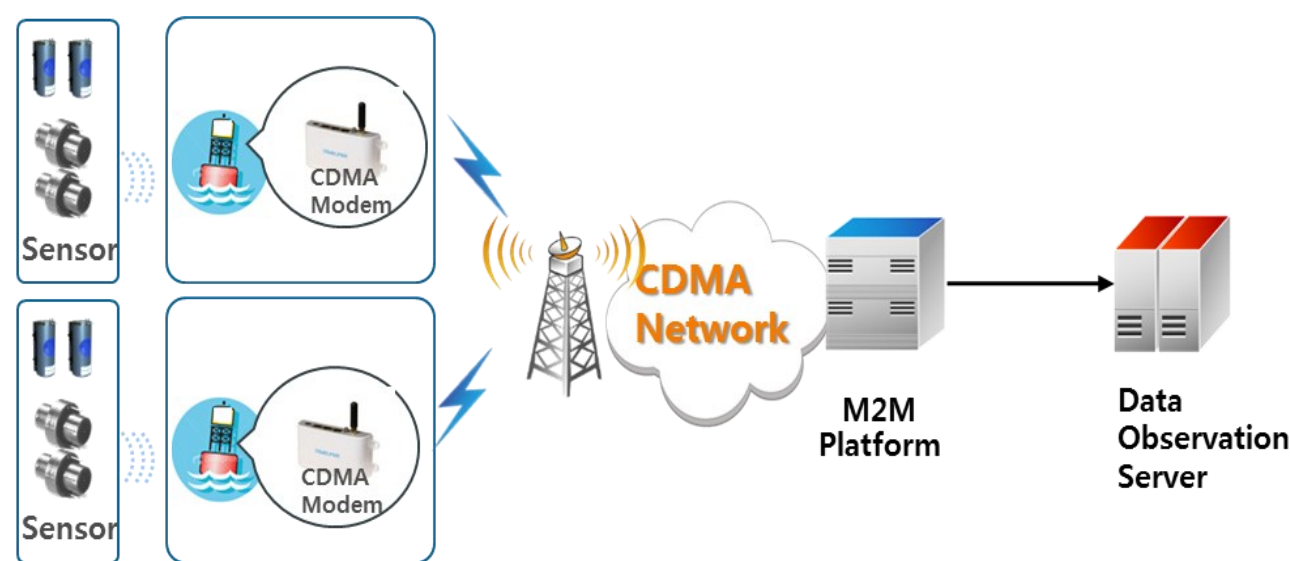 Sensor
CDMA
Modem
Sensor
CDMA
Modem
CDMA
Network
M2M
Platform
Data
Observation
Server